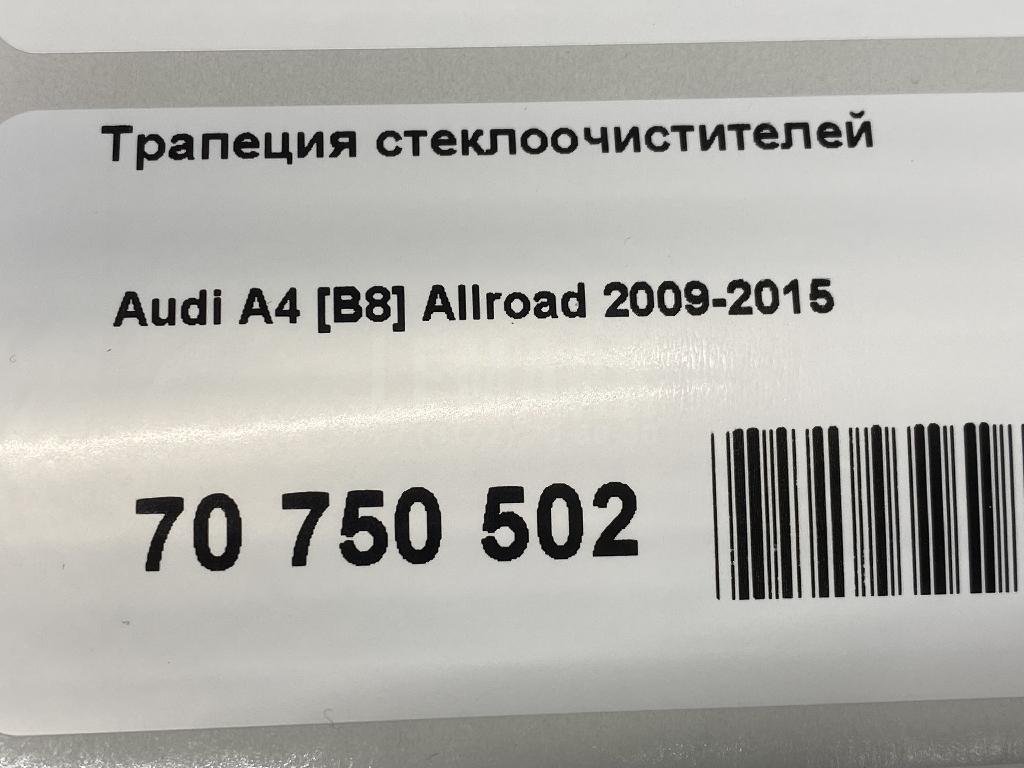 Трапеция стеклоочистителей
Audi A4 [B8] Allroad 2009-2015
70 750 502